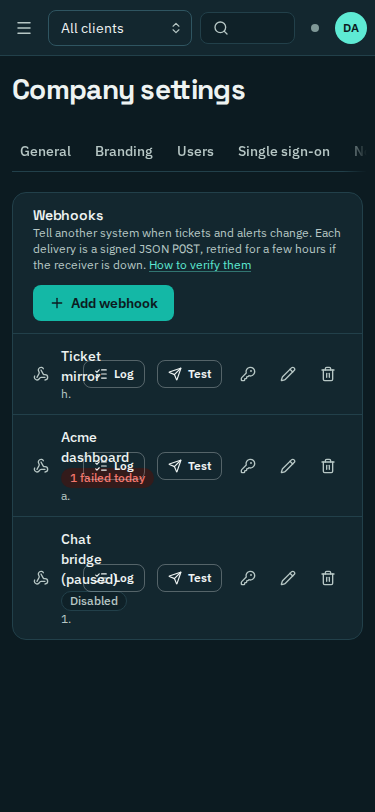 All clients
DA
Company settings
General Branding Users Single sign-on N
Webhooks
Tell another system when tickets and alerts change. Each
delivery is a signed JSON POST, retried for a few hours if
the receiver is down. How to verify them
Add webhook
Ticket
mirror
Log Test
h.
Acme
dashboard
Log Test
1 failed today
a.
Chat
bridge
(paused)
Log Test
Disabled
1.